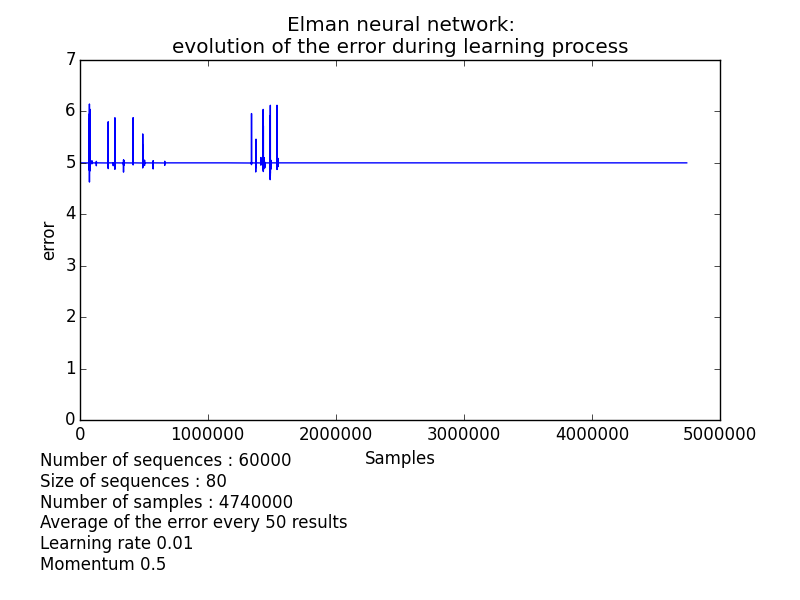 Elman neural network:
evolution of the error during learning process
7
6
5
4
3
2
1
0
error
0 1000000 2000000 3000000 4000000 5000000
Samples
Number of sequences : 60000
Size of sequences : 80
Number of samples : 4740000
Average of the error every 50 results
Learning rate 0.01
Momentum 0.5